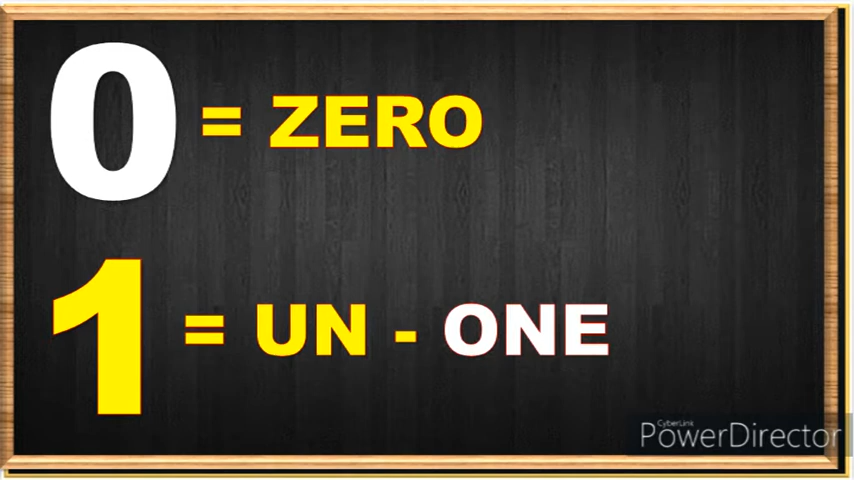 0 = ZERO
1 = UN - ONE
CyberLink
PowerDirector